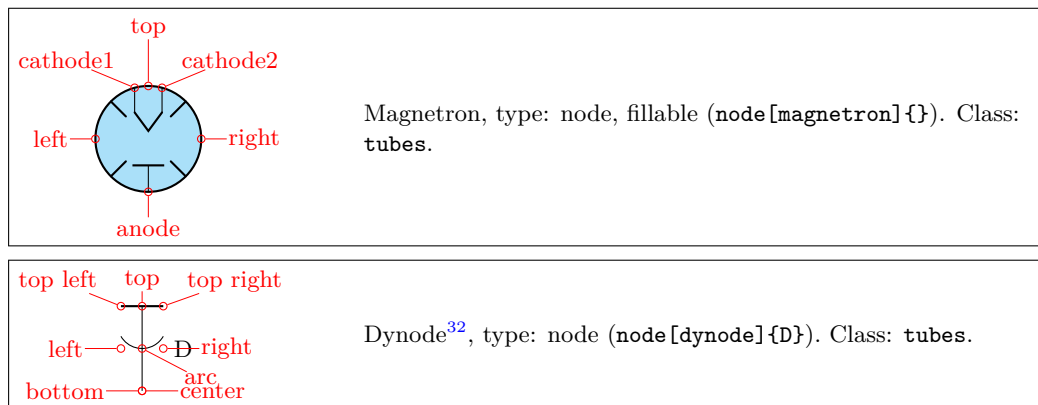 top
cathode1 cathode2
left right
anode
Magnetron, type: node, fillable (node[magnetron]{}). Class:
tubes.
top left top top right
left D right
arc
bottom center
Dynode32, type: node (node[dynode]{D}). Class: tubes.